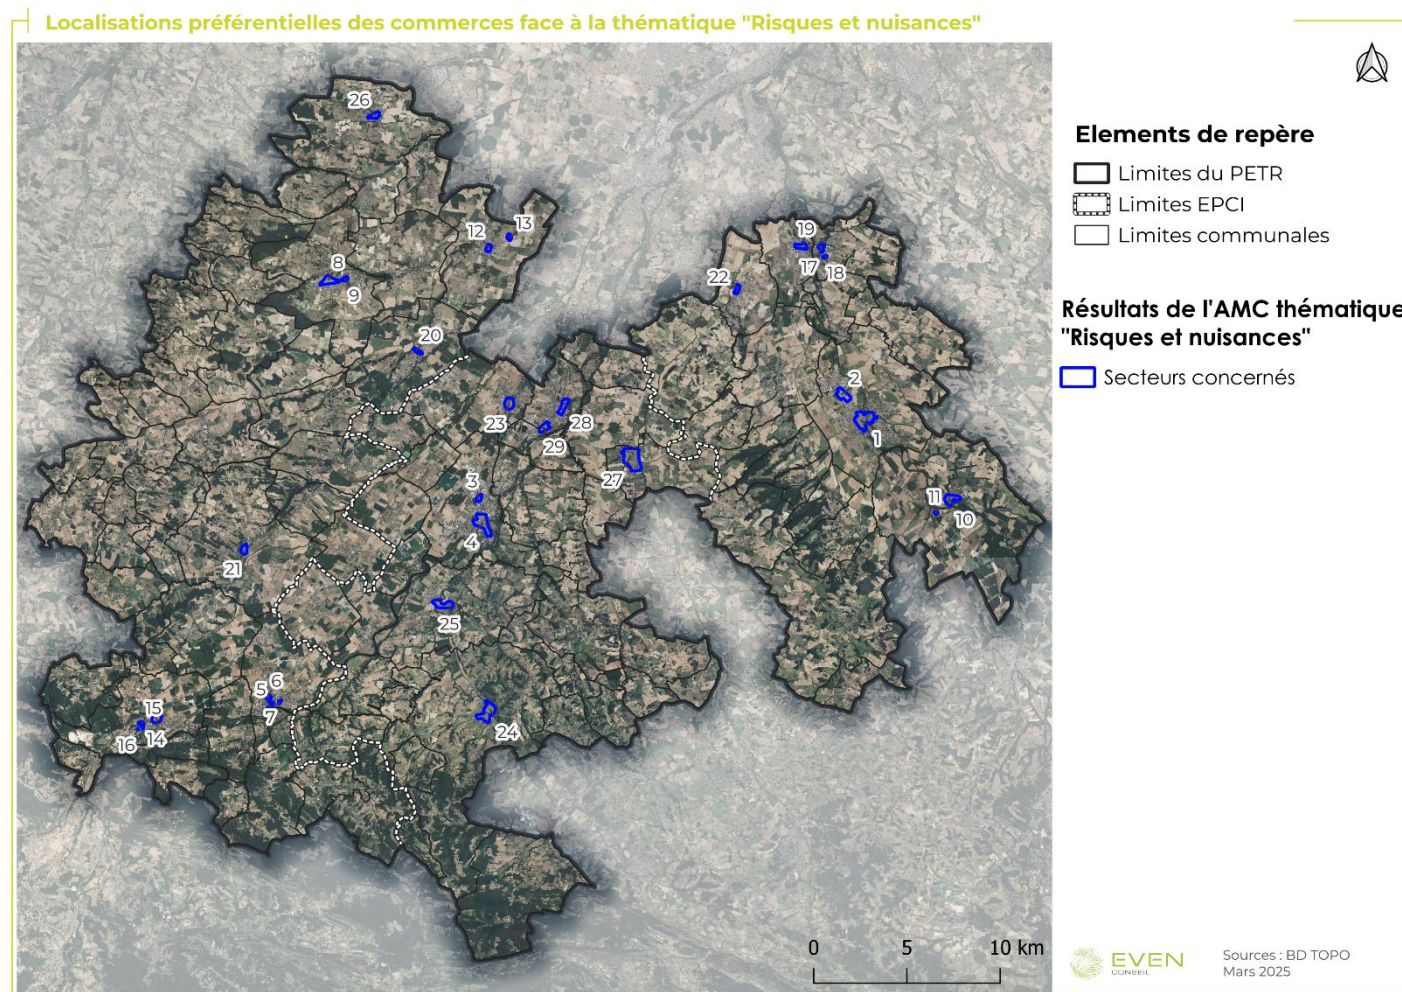 Localisations préférentielles des commerces face à la thématique "Risques et nuisances"
26
13
12
19
8
17
18
22
9
20
2
28
23
1
29
3
27
11
10
4
21
25
6
5
15
7
24
16
14
0 5 10 km
Elements de repère
Limites du PETR
Limites EPCI
Limites communales
Résultats de l'AMC thématique
"Risques et nuisances"
Secteurs concernés
EVEN
CONSEIL
Sources : BD TOPO
Mars 2025